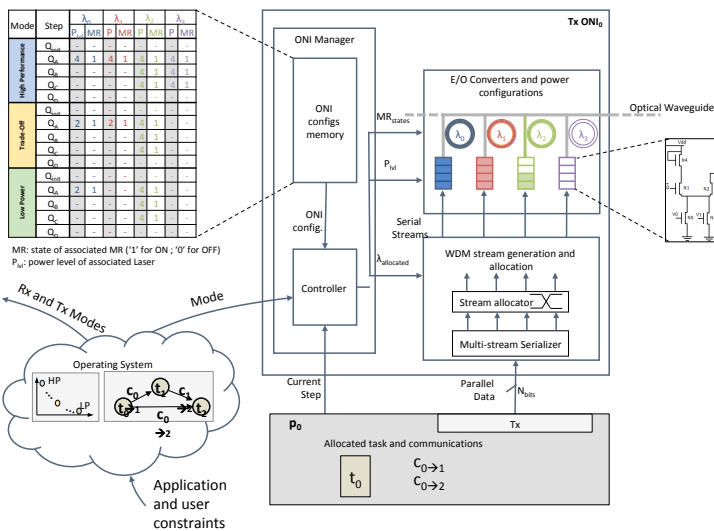 Mode Step λ0 λ1 λ2 λ3
Plvl MR P MR P MR P MR
High Performance
Qinit - - - - - - - -
QA 4 1 4 1 4 1 4 1
QB - - - - 4 1 4 1
QC - - - - 4 1 4 1
QD - - - - - - - -
Trade-Off
Qinit - - - - - - - -
QA 2 1 2 1 4 1 - -
QB - - - - 4 1 - -
QC - - - - 4 1 - -
QD - - - - - - - -
Low Power
Qinit - - - - - - - -
QA 2 1 - - 4 1 - -
QB - - - - 4 1 - -
QC - - - - 4 1 - -
QD - - - - - - - -
MR: state of associated MR ('1' for ON ; '0' for OFF)
Plvl: power level of associated Laser
Tx ONI0
ONI Manager
ONI
configs
memory
ONI
config.
Controller
E/O Converters and power
configurations
MRstates
Plvl
λ0 λ1 λ2 λ3
Optical Waveguide
Vdd
N4
N1 N2
V0 N0 V1
Serial
Streams
λallocated
WDM stream generation and
allocation
Stream allocator
Multi-stream Serializer
Rx and Tx Modes
Mode
Operating System
HP
LP
c0
→1
c1
→2
c0
→2
t0 t1 t2
Application
and user
constraints
Current
Step
Parallel
Data
Nbits
p0
Tx
Allocated task and communications
t0
c0→1
c0→2